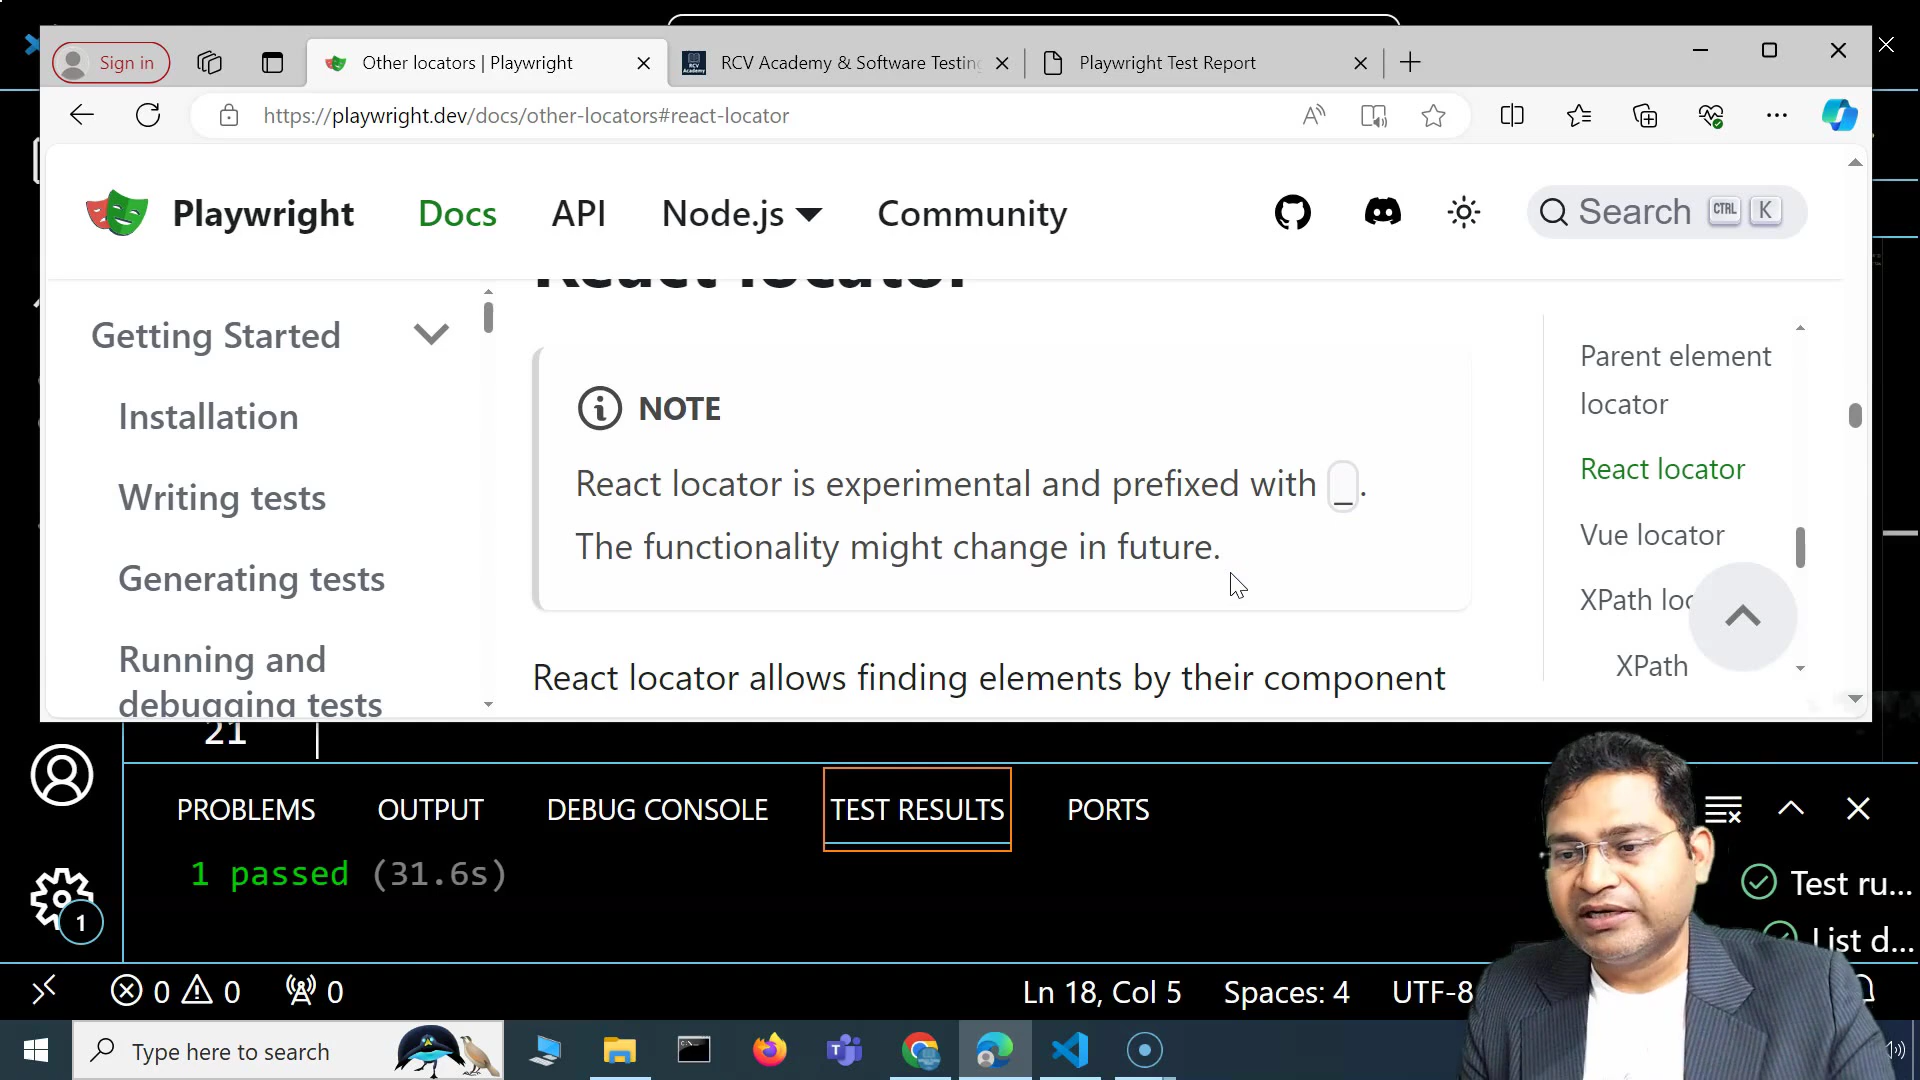 Sign in
Other locators | Playwright
RCV Academy & Software Testing
Playwright Test Report
https://playwright.dev/docs/other-locators#react-locator
Playwright
Docs
API
Node.js
Community
Search
CTRL
K
Getting Started
Installation
Writing tests
Generating tests
Running and
debugging tests
React locator
NOTE
React locator is experimental and prefixed with _.
The functionality might change in future.
React locator allows finding elements by their component
Parent element
locator
React locator
Vue locator
XPath loc
XPath
21
PROBLEMS
OUTPUT
DEBUG CONSOLE
TEST RESULTS
PORTS
1 passed (31.6s)
Test ru...
List d...
1
0
0
0
Ln 18, Col 5
Spaces: 4
UTF-8
Type here to search